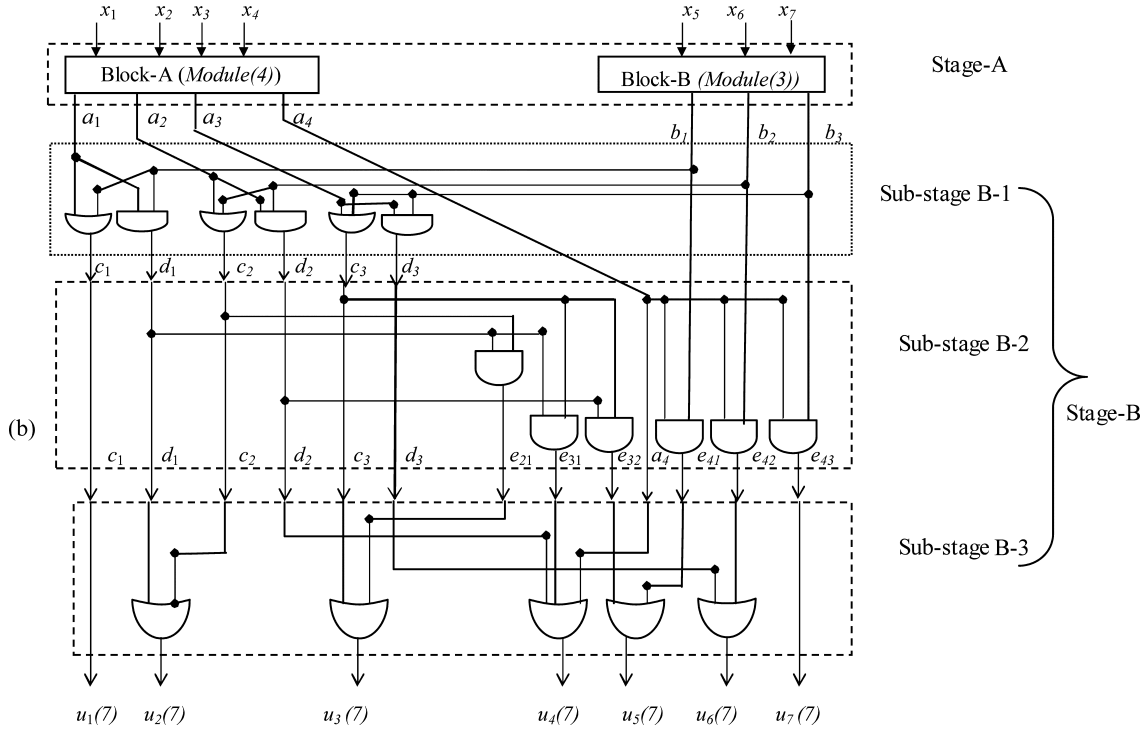 x1 x2 x3 x4 x5 x6 x7
Block-A (Module(4)) Block-B (Module(3)) Stage-A
a1 a2 a3 a4 b1 b2 b3
Sub-stage B-1
c1 d1 c2 d2 c3 d3
Sub-stage B-2
Stage-B
(b)
c1 d1 c2 d2 c3 d3 e21 e31 e32 a4 e41 e42 e43
Sub-stage B-3
u1(7) u2(7) u3(7) u4(7) u5(7) u6(7) u7(7)